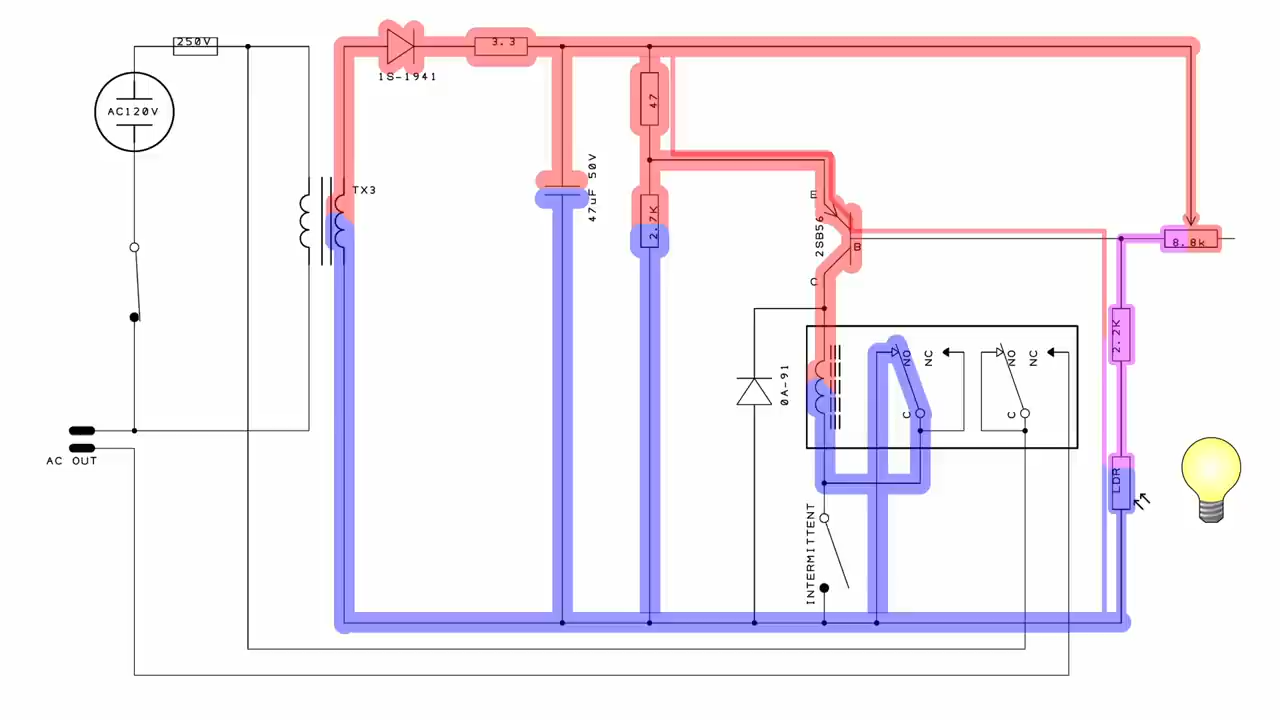 250V
3.3
1S-1941
AC120V
47
47uF 50V
TX3
2.7K
E
2SB56
B
C
8.8k
2.2K
0A-91
NO
NC
NO
NC
C
C
AC OUT
LDR
INTERMITTENT